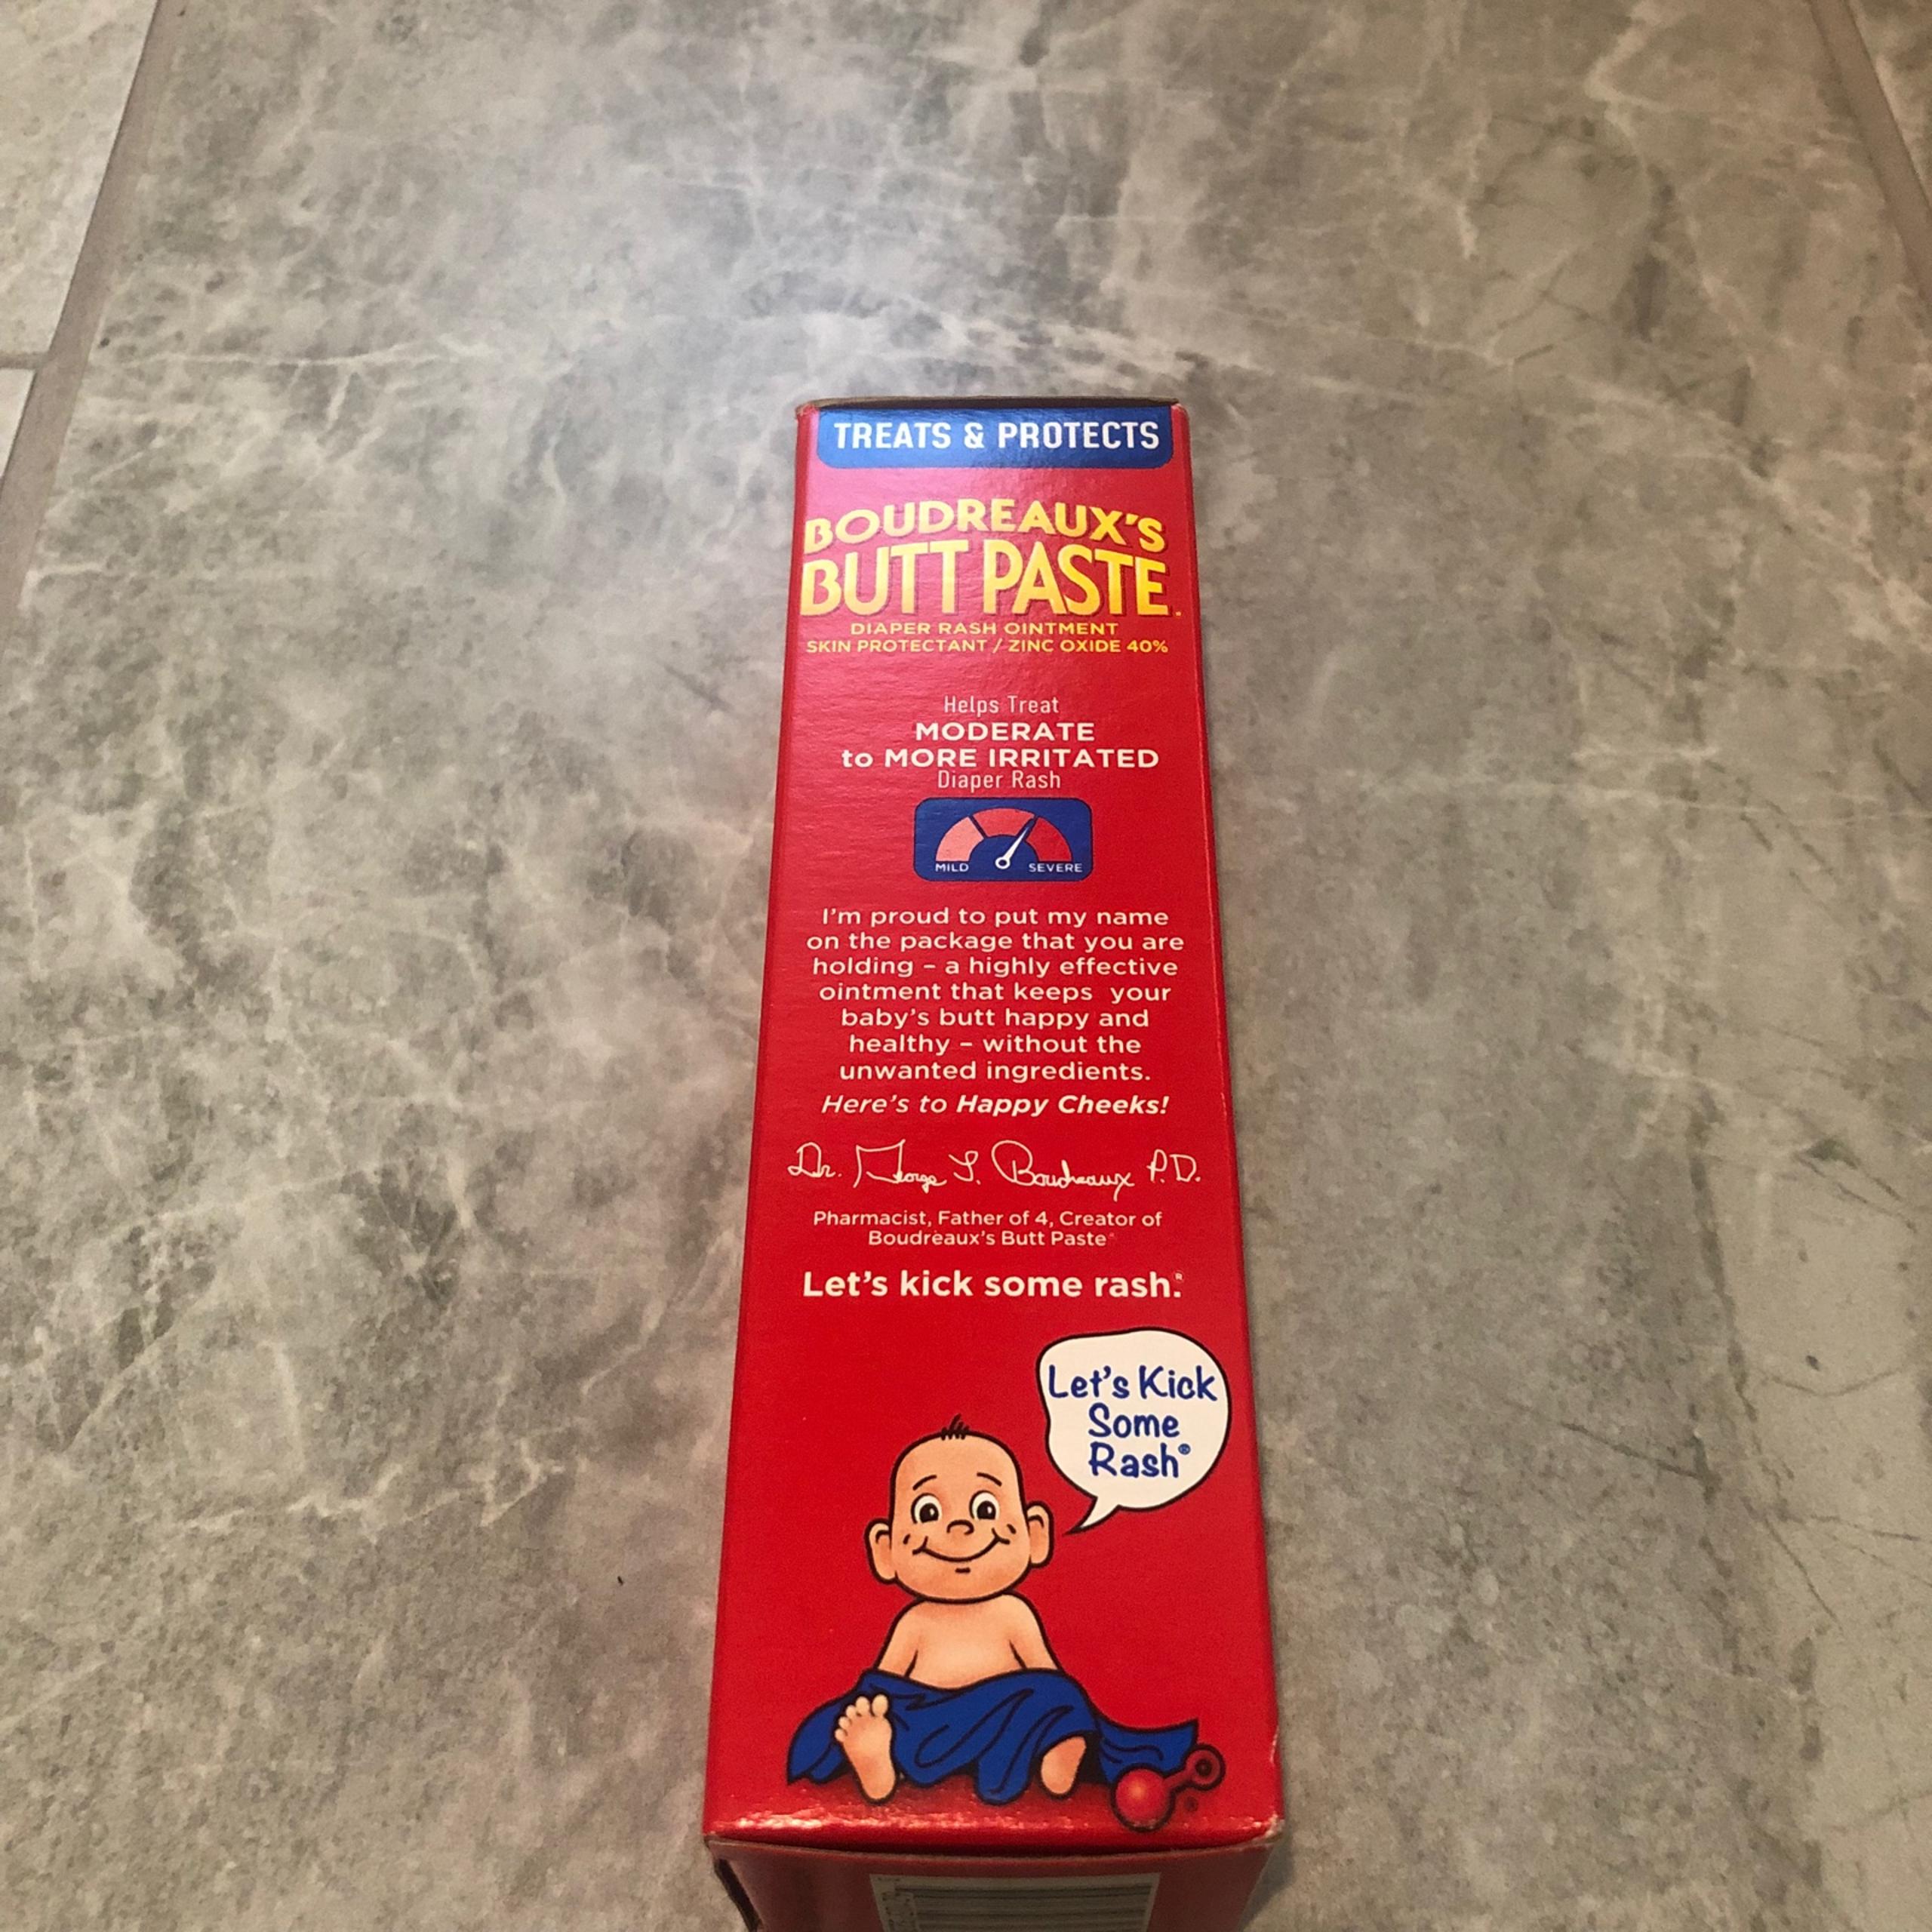 TREATS & PROTECTS
BOUDREAUX'S
BUTT PASTE™
DIAPER RASH OINTMENT
SKIN PROTECTANT / ZINC OXIDE 40%
Helps Treat
MODERATE
to MORE IRRITATED
Diaper Rash
MILD SEVERE
I'm proud to put my name
on the package that you are
holding – a highly effective
ointment that keeps your
baby's butt happy and
healthy – without the
unwanted ingredients.
Here's to Happy Cheeks!
Dr. George S. Boudreaux P.D.
Pharmacist, Father of 4, Creator of
Boudreaux's Butt Paste®
Let's kick some rash.®
Let's Kick
Some
Rash®
®